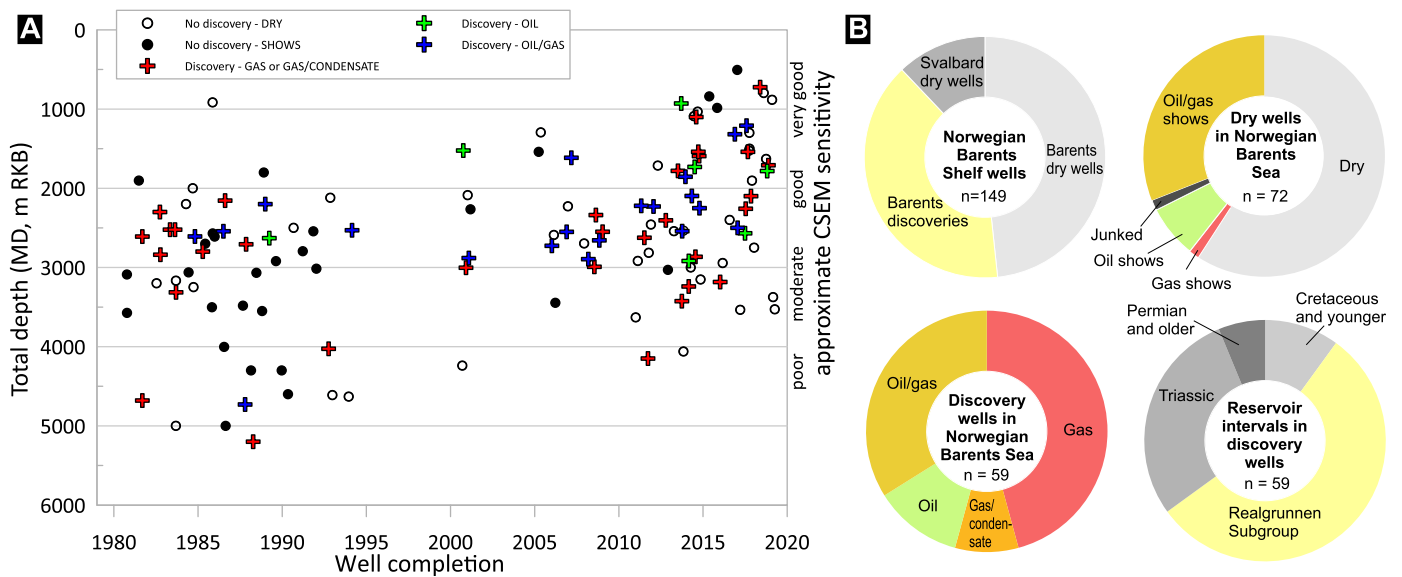 A
No discovery - DRY
No discovery - SHOWS
Discovery - GAS or GAS/CONDENSATE
Discovery - OIL
Discovery - OIL/GAS
Total depth (MD, m RKB)
0
1000
2000
3000
4000
5000
6000
1980
1985
1990
1995
2000
2005
2010
2015
2020
Well completion
very good
good
moderate
poor
approximate CSEM sensitivity
B
Svalbard
dry wells
Barents
dry wells
Barents
discoveries
Norwegian
Barents
Shelf wells
n=149
Oil/gas
shows
Dry
Junked
Oil shows
Gas shows
Dry wells
in Norwegian
Barents
Sea
n = 72
Oil/gas
Gas
Oil
Gas/
conden-
sate
Discovery
wells in
Norwegian
Barents Sea
n = 59
Permian
and older
Cretaceous
and younger
Triassic
Realgrunnen
Subgroup
Reservoir
intervals in
discovery
wells
n = 59